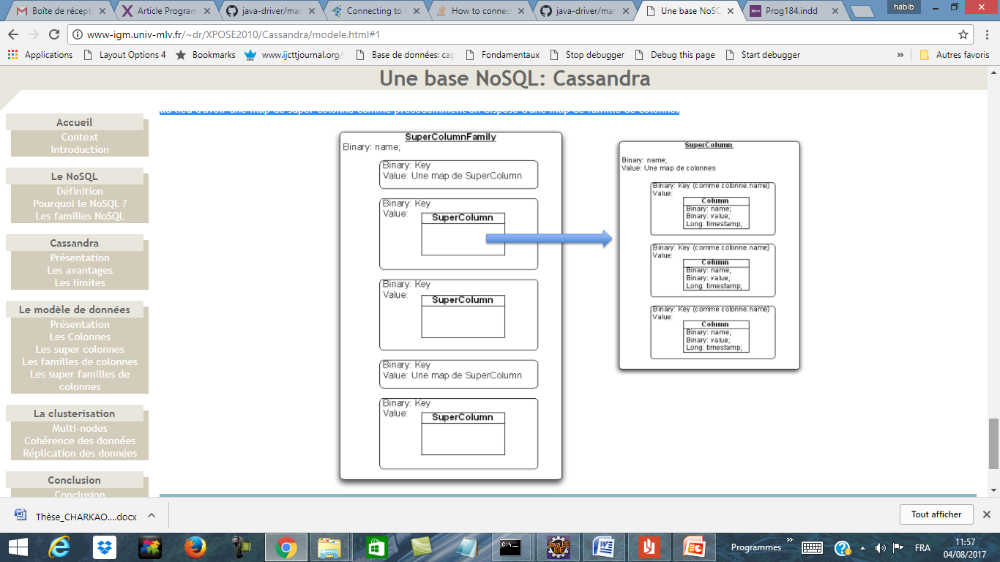 Boîte de récept
Article Program
java-driver/man
Connecting to C
How to connec
java-driver/man
Une base NoSQ
Prog184.indd
habib
www-igm.univ-mlv.fr/~dr/XPOSE2010/Cassandra/modele.html#1
Applications
Layout Options 4
Bookmarks
www.ijcttjournal.org/
Base de données: cap
Fondamentaux
Stop debugger
Debug this page
Start debugger
»
Autres favoris
Une base NoSQL: Cassandra
Accueil
Context
Introduction
Le NoSQL
Définition
Pourquoi le NoSQL ?
Les familles NoSQL
Cassandra
Présentation
Les avantages
Les limites
Le modèle de données
Présentation
Les Colonnes
Les super colonnes
Les familles de colonnes
Les super familles de
colonnes
La clusterisation
Multi-nodes
Cohérence des données
Réplication des données
Conclusion
Conclusion
SuperColumnFamily
Binary: name;
Binary: Key
Value: Une map de SuperColumn
Binary: Key
Value:
SuperColumn
Binary: Key
Value:
SuperColumn
Binary: Key
Value: Une map de SuperColumn
Binary: Key
Value:
SuperColumn
SuperColumn
Binary: name;
Value: Une map de colonnes
Binary: Key (comme colonne.name)
Value:
Column
Binary: name;
Binary: value;
Long: timestamp;
Binary: Key (comme colonne.name)
Value:
Column
Binary: name;
Binary: value;
Long: timestamp;
Binary: Key (comme colonne.name)
Value:
Column
Binary: name;
Binary: value;
Long: timestamp;
Thèse_CHARKAO....docx
Tout afficher
Programmes
»
FRA
11:57
04/08/2017